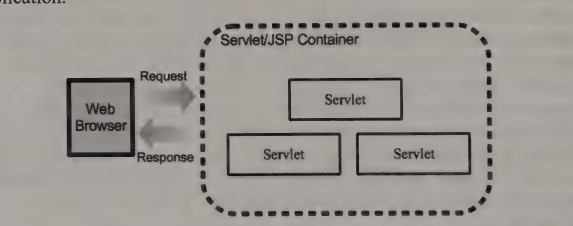 Servlet/JSP Container
Request
Web
Browser
Response
Servlet
Servlet
Servlet